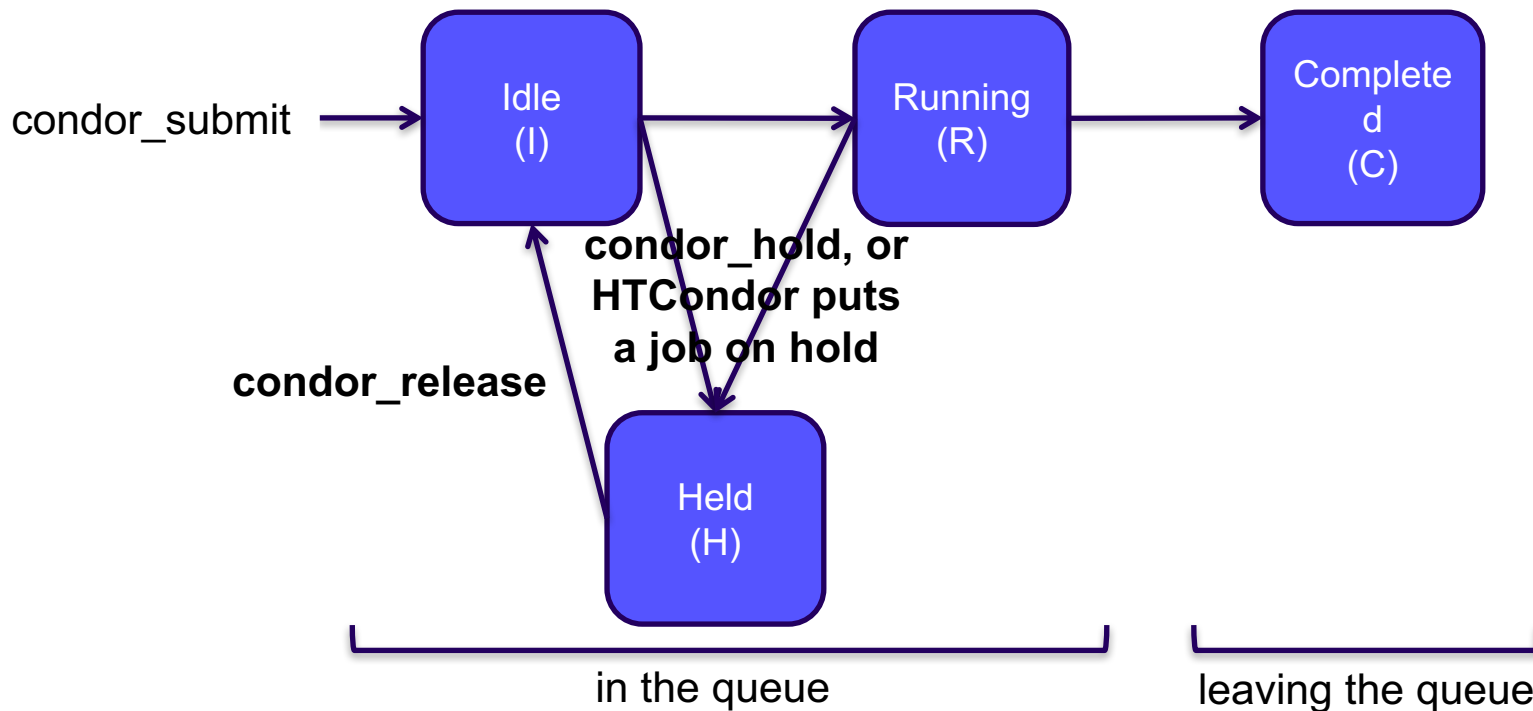 condor_submit
Idle
(I)
Running
(R)
Complete
d
(C)
condor_hold, or
HTCondor puts
a job on hold
condor_release
Held
(H)
in the queue
leaving the queue